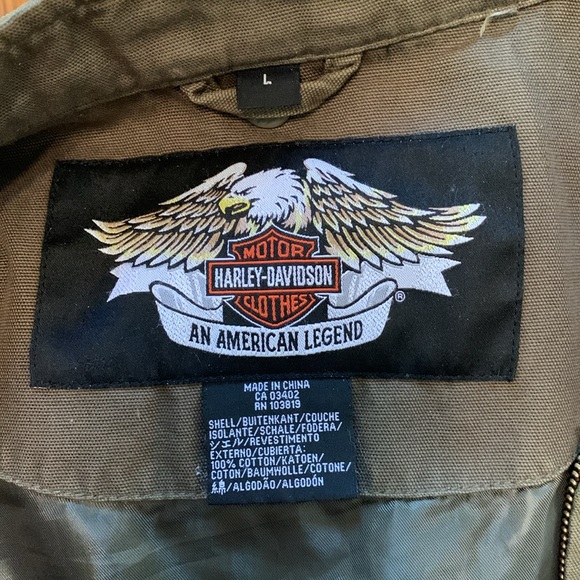 L
MOTOR
HARLEY-DAVIDSON
CLOTHES
®
AN AMERICAN LEGEND
MADE IN CHINA
CA 03402
RN 103819
SHELL/BUITENKANT/COUCHE
ISOLANTE/SCHALE/FODERA/
シェル/REVESTIMENTO
EXTERNO/CUBIERTA:
100% COTTON/KATOEN/
COTON/BAUMWOLLE/COTONE/
綿/ALGODÃO/ALGODÓN